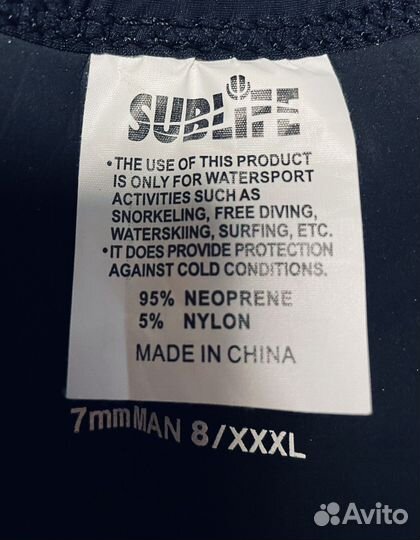 SUBLIFE
•THE USE OF THIS PRODUCT
IS ONLY FOR WATERSPORT
ACTIVITIES SUCH AS
SNORKELING, FREE DIVING,
WATERSKIING, SURFING, ETC.
•IT DOES PROVIDE PROTECTION
AGAINST COLD CONDITIONS.
95% NEOPRENE
5% NYLON
MADE IN CHINA
7mmMAN 8/XXXL
Avito